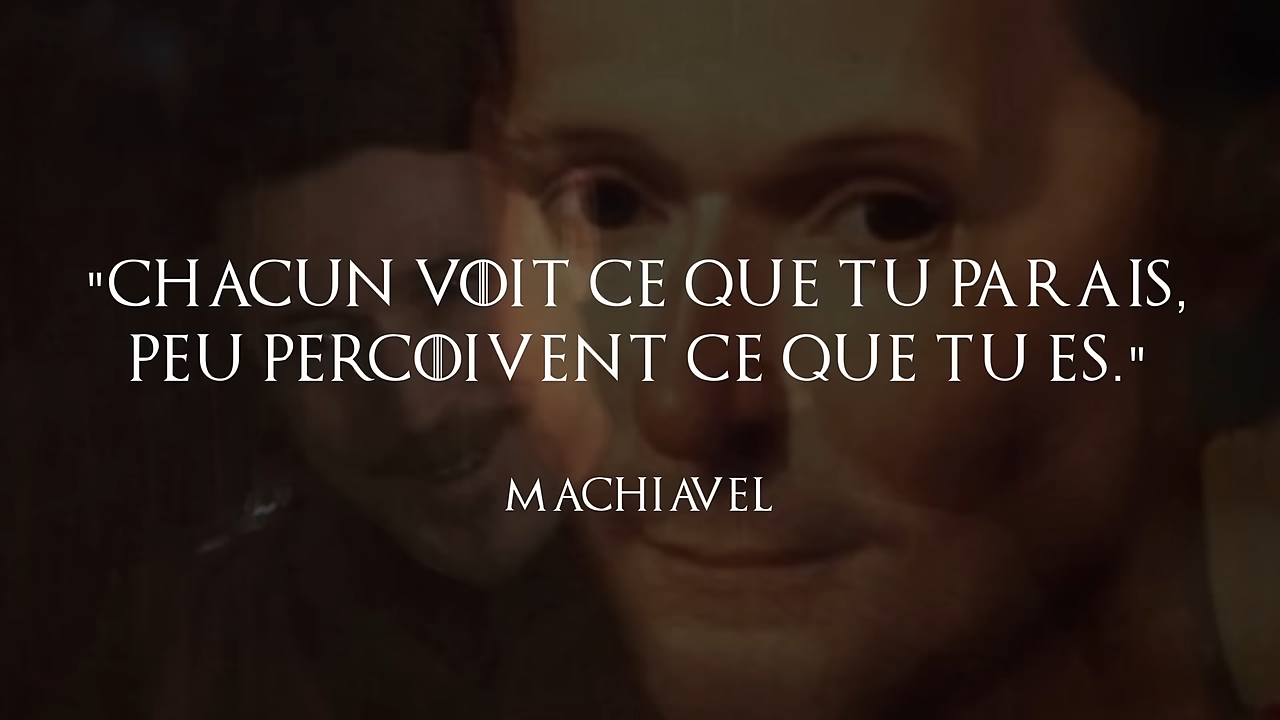 "CHACUN VOIT CE QUE TU PARAIS,
PEU PERCOIVENT CE QUE TU ES."
MACHIAVEL